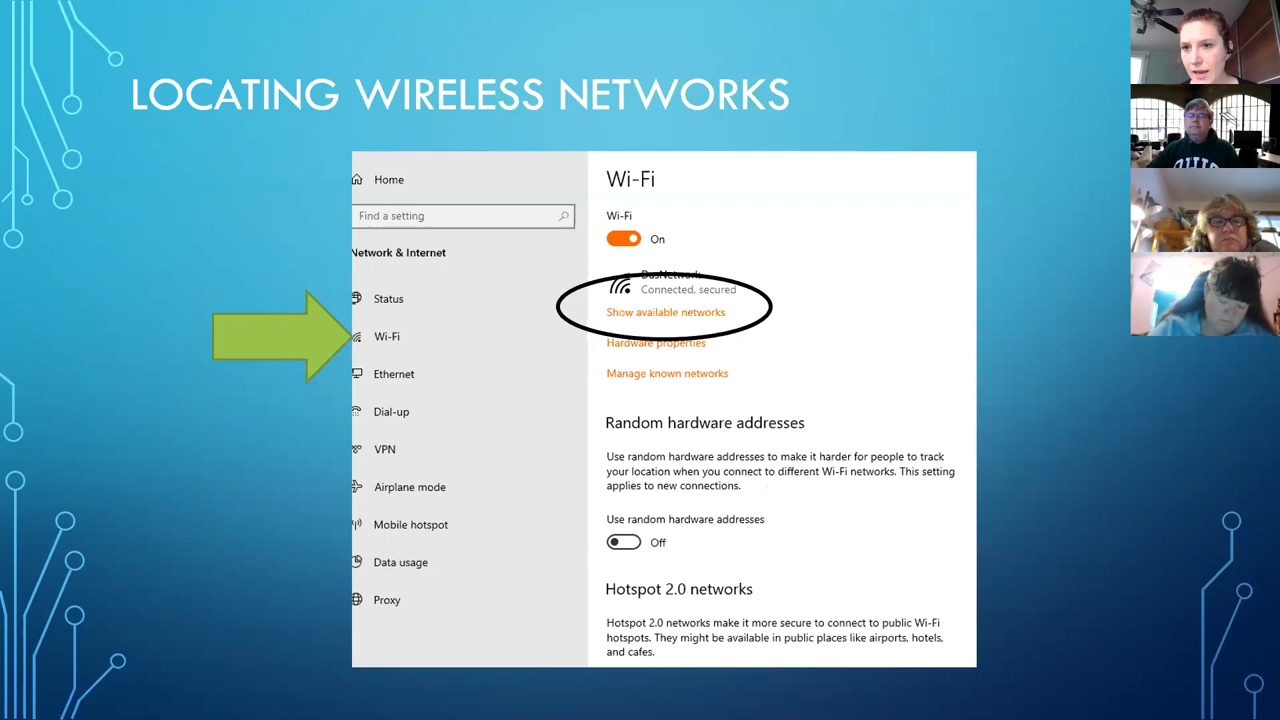 LOCATING WIRELESS NETWORKS
Home
Find a setting
Network & Internet
Status
Wi-Fi
Ethernet
Dial-up
VPN
Airplane mode
Mobile hotspot
Data usage
Proxy
Wi-Fi
Wi-Fi
On
DasNetwork
Connected, secured
Show available networks
Hardware properties
Manage known networks
Random hardware addresses
Use random hardware addresses to make it harder for people to track
your location when you connect to different Wi-Fi networks. This setting
applies to new connections.
Use random hardware addresses
Off
Hotspot 2.0 networks
Hotspot 2.0 networks make it more secure to connect to public Wi-Fi
hotspots. They might be available in public places like airports, hotels,
and cafes.